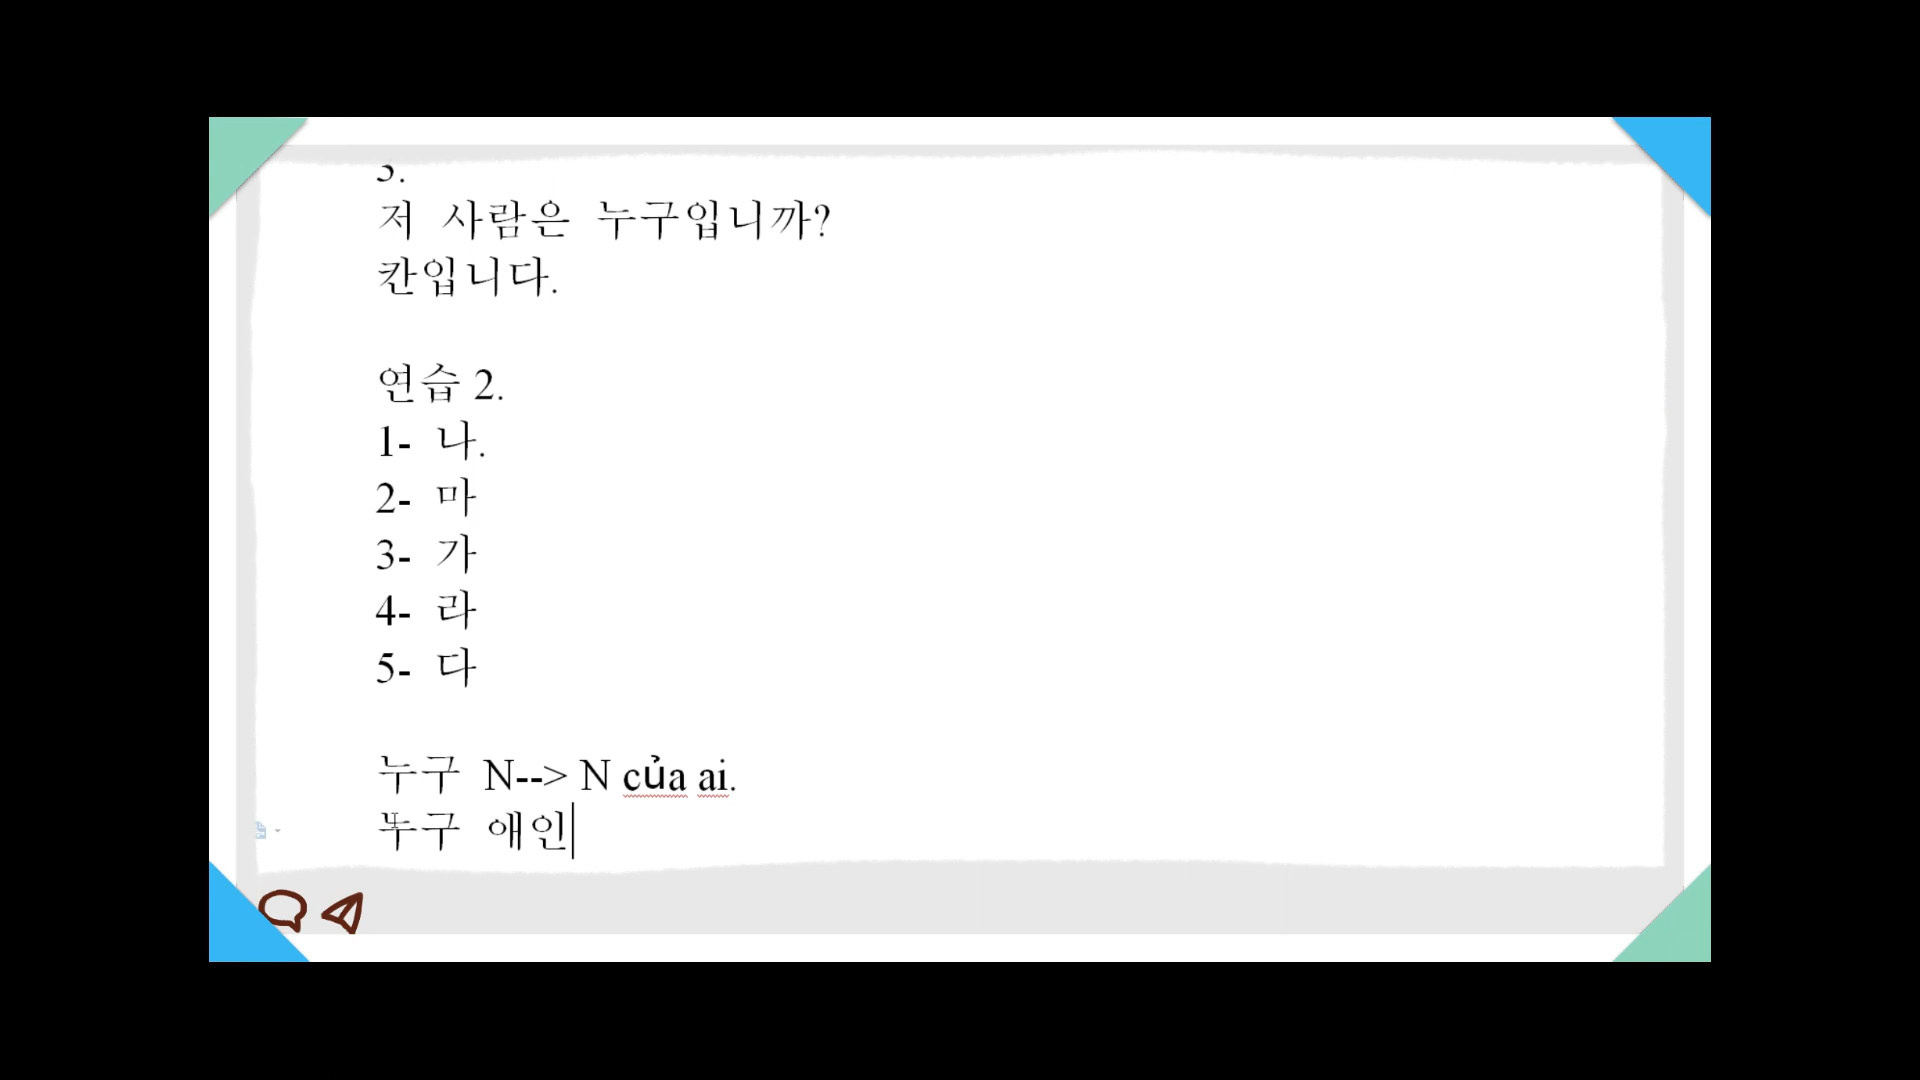 3.
저 사람은 누구입니까?
칸입니다.
연습 2.
1- 나.
2- 마
3- 가
4- 라
5- 다
누구 N--> N của ai.
누구 애인